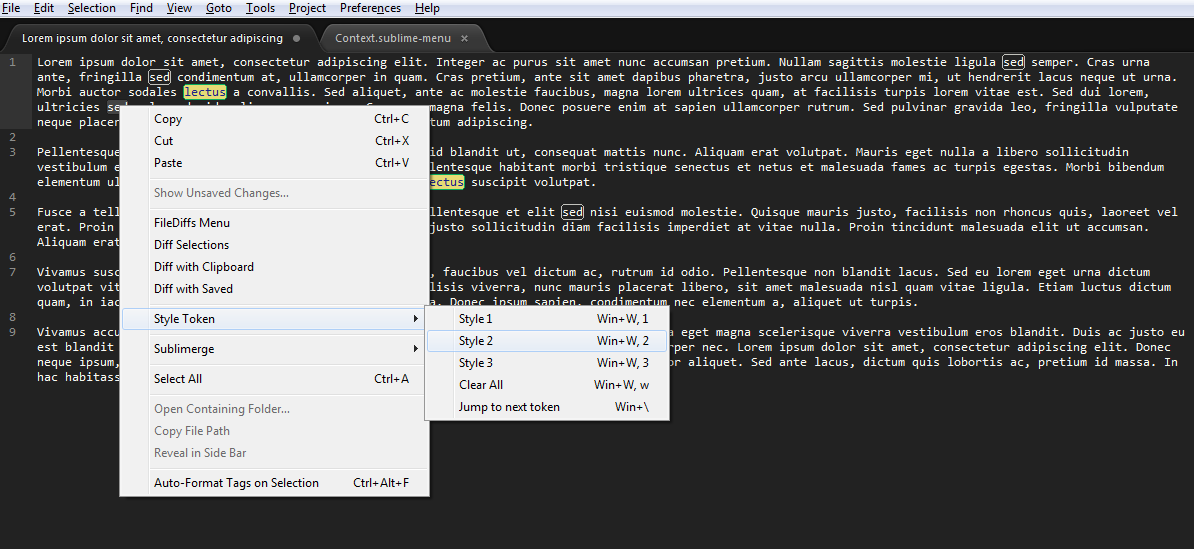 File Edit Selection Find View Goto Tools Project Preferences Help
Lorem ipsum dolor sit amet, consectetur adipiscing Context.sublime-menu ×
1 Lorem ipsum dolor sit amet, consectetur adipiscing elit. Integer ac purus sit amet nunc accumsan pretium. Nullam sagittis molestie ligula sed semper. Cras urna
ante, fringilla sed condimentum at, ullamcorper in quam. Cras pretium, ante sit amet dapibus pharetra, justo arcu ullamcorper mi, ut hendrerit lacus neque ut urna.
Morbi auctor sodales lectus a convallis. Sed aliquet, ante ac molestie faucibus, magna lorem ultrices quam, at facilisis turpis lorem vitae est. Sed dui lorem,
ultricies magna felis. Donec posuere enim at sapien ullamcorper rutrum. Sed pulvinar gravida leo, fringilla vulputate
neque placer tum adipiscing.
2
3 Pellentesque id blandit ut, consequat mattis nunc. Aliquam erat volutpat. Mauris eget nulla a libero sollicitudin
vestibulum e llentesque habitant morbi tristique senectus et netus et malesuada fames ac turpis egestas. Morbi bibendum
elementum ul ectus suscipit volutpat.
4
5 Fusce a tell llentesque et elit sed nisi euismod molestie. Quisque mauris justo, facilisis non rhoncus quis, laoreet vel
erat. Proin justo sollicitudin diam facilisis imperdiet at vitae nulla. Proin tincidunt malesuada elit ut accumsan.
Aliquam erat
6
7 Vivamus susc , faucibus vel dictum ac, rutrum id odio. Pellentesque non blandit lacus. Sed eu lorem eget urna dictum
volutpat vit lisis viverra, nunc mauris placerat libero, sit amet malesuada nisl quam vitae ligula. Etiam luctus dictum
quam, in iac a. Donec ipsum sapien, condimentum nec elementum a, aliquet ut turpis.
8
9 Vivamus accu a eget magna scelerisque viverra vestibulum eros blandit. Duis ac justo eu
est blandit rper nec. Lorem ipsum dolor sit amet, consectetur adipiscing elit. Donec
neque ipsum, or aliquet. Sed ante lacus, dictum quis lobortis ac, pretium id massa. In
hac habitass
Copy Ctrl+C
Cut Ctrl+X
Paste Ctrl+V
Show Unsaved Changes...
FileDiffs Menu
Diff Selections
Diff with Clipboard
Diff with Saved
Style Token
Sublimerge
Select All Ctrl+A
Open Containing Folder...
Copy File Path
Reveal in Side Bar
Auto-Format Tags on Selection Ctrl+Alt+F
Style 1 Win+W, 1
Style 2 Win+W, 2
Style 3 Win+W, 3
Clear All Win+W, w
Jump to next token Win+\